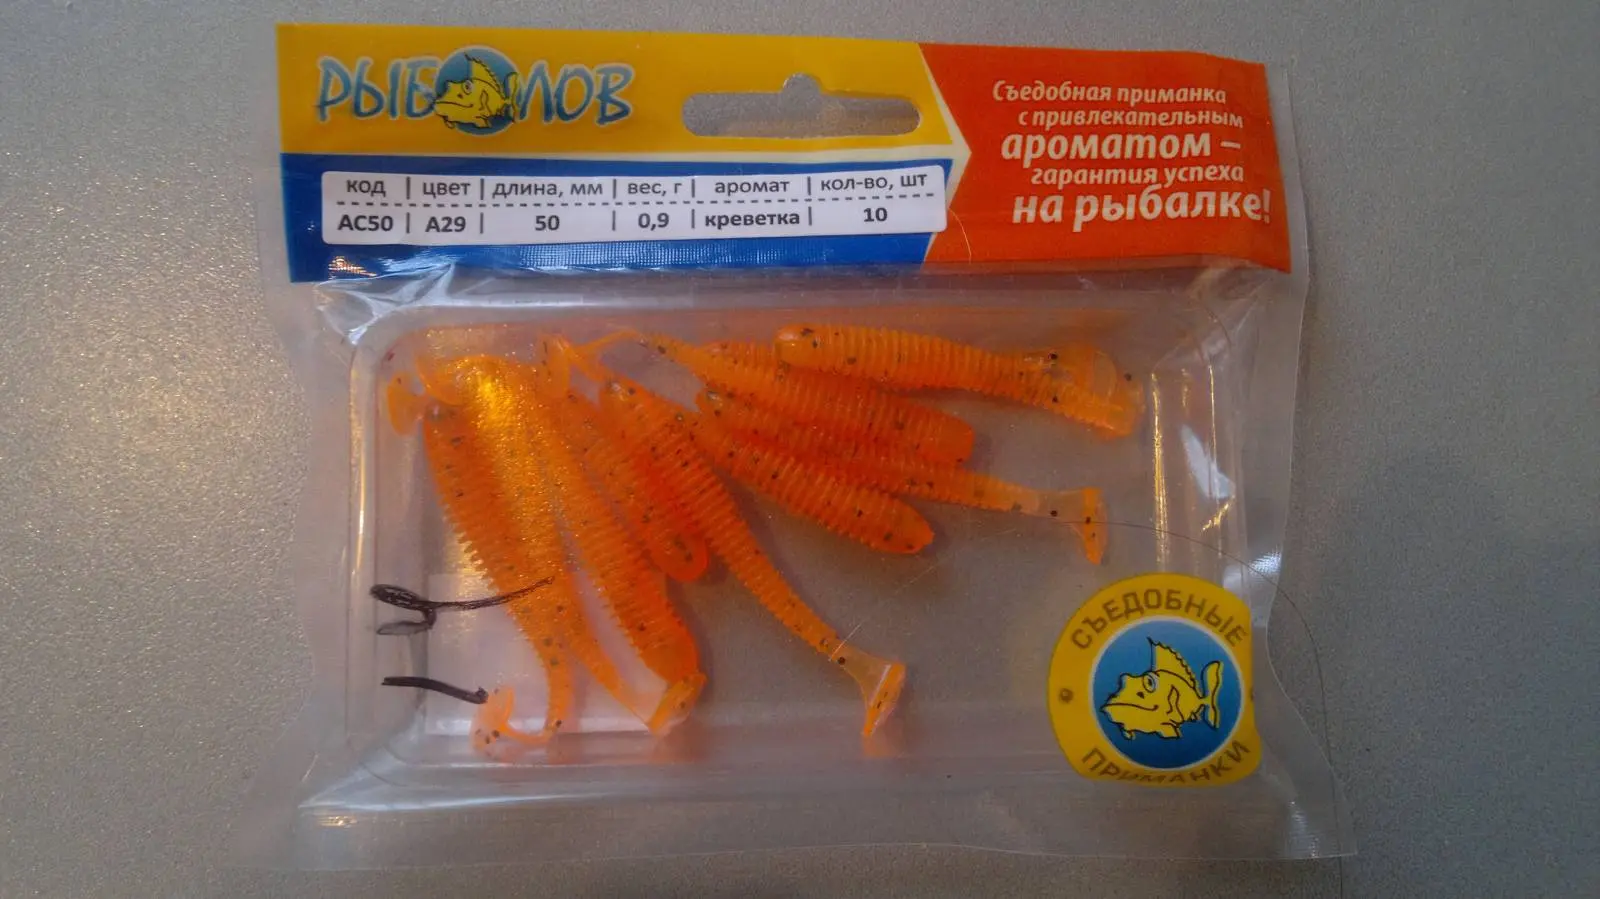 РЫБОЛОВ
код | цвет | длина, мм | вес, г | аромат | кол-во, шт
АС50 | А29 | 50 | 0,9 | креветка | 10
Съедобная приманка
с привлекательным
ароматом –
гарантия успеха
на рыбалке!
СЪЕДОБНЫЕ
ПРИМАНКИ